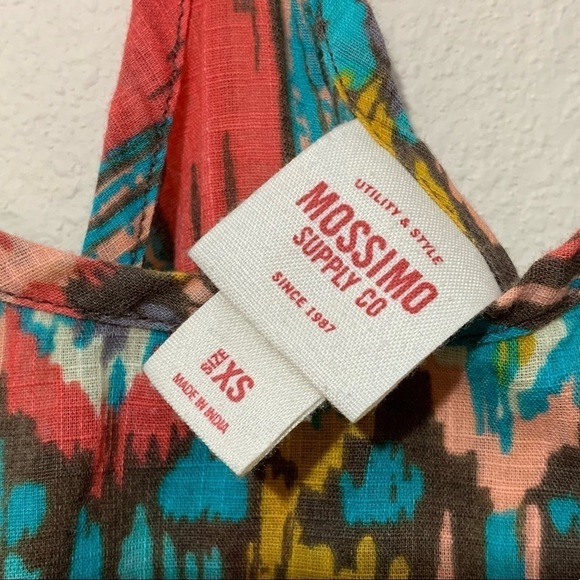 UTILITY & STYLE
MOSSIMO
SUPPLY CO
SINCE 1987
SIZE XS
MADE IN INDIA